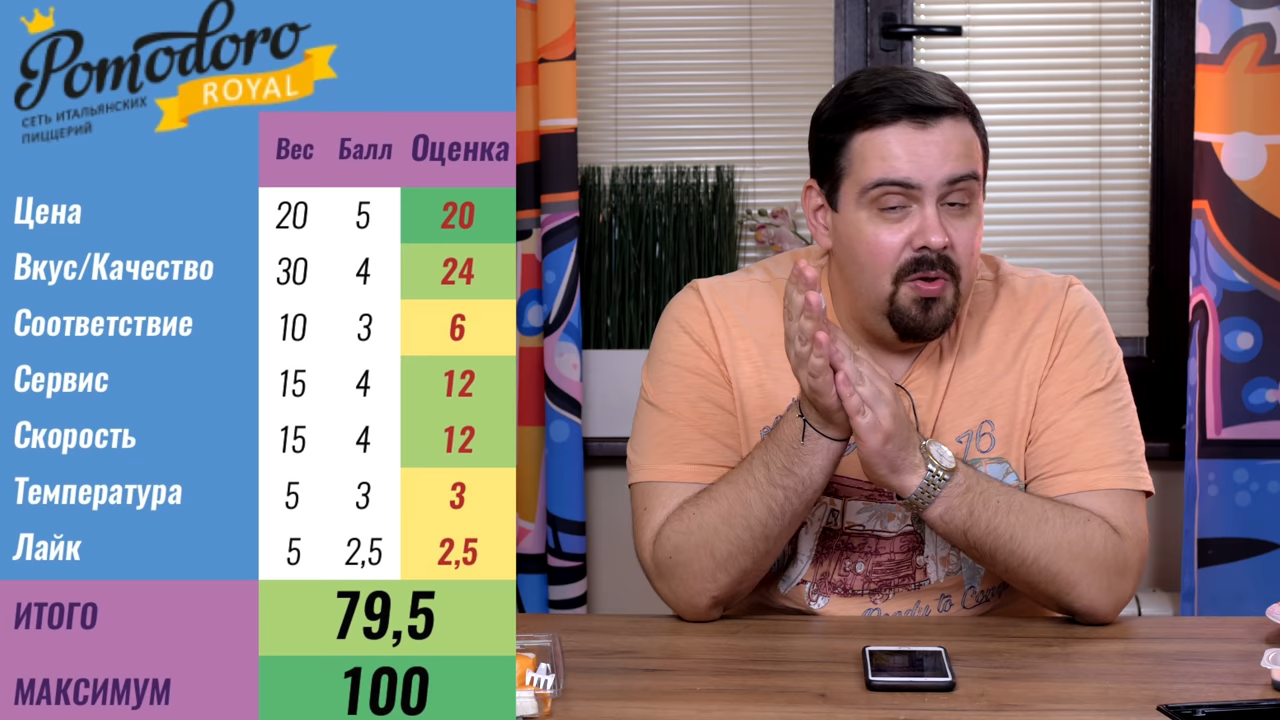 Pomodoro
ROYAL
СЕТЬ ИТАЛЬЯНСКИХ
ПИЦЦЕРИЙ
Вес Балл Оценка
Цена 20 5 20
Вкус/Качество 30 4 24
Соответствие 10 3 6
Сервис 15 4 12
Скорость 15 4 12
Температура 5 3 3
Лайк 5 2,5 2,5
ИТОГО 79,5
МАКСИМУМ 100
76
Ready to